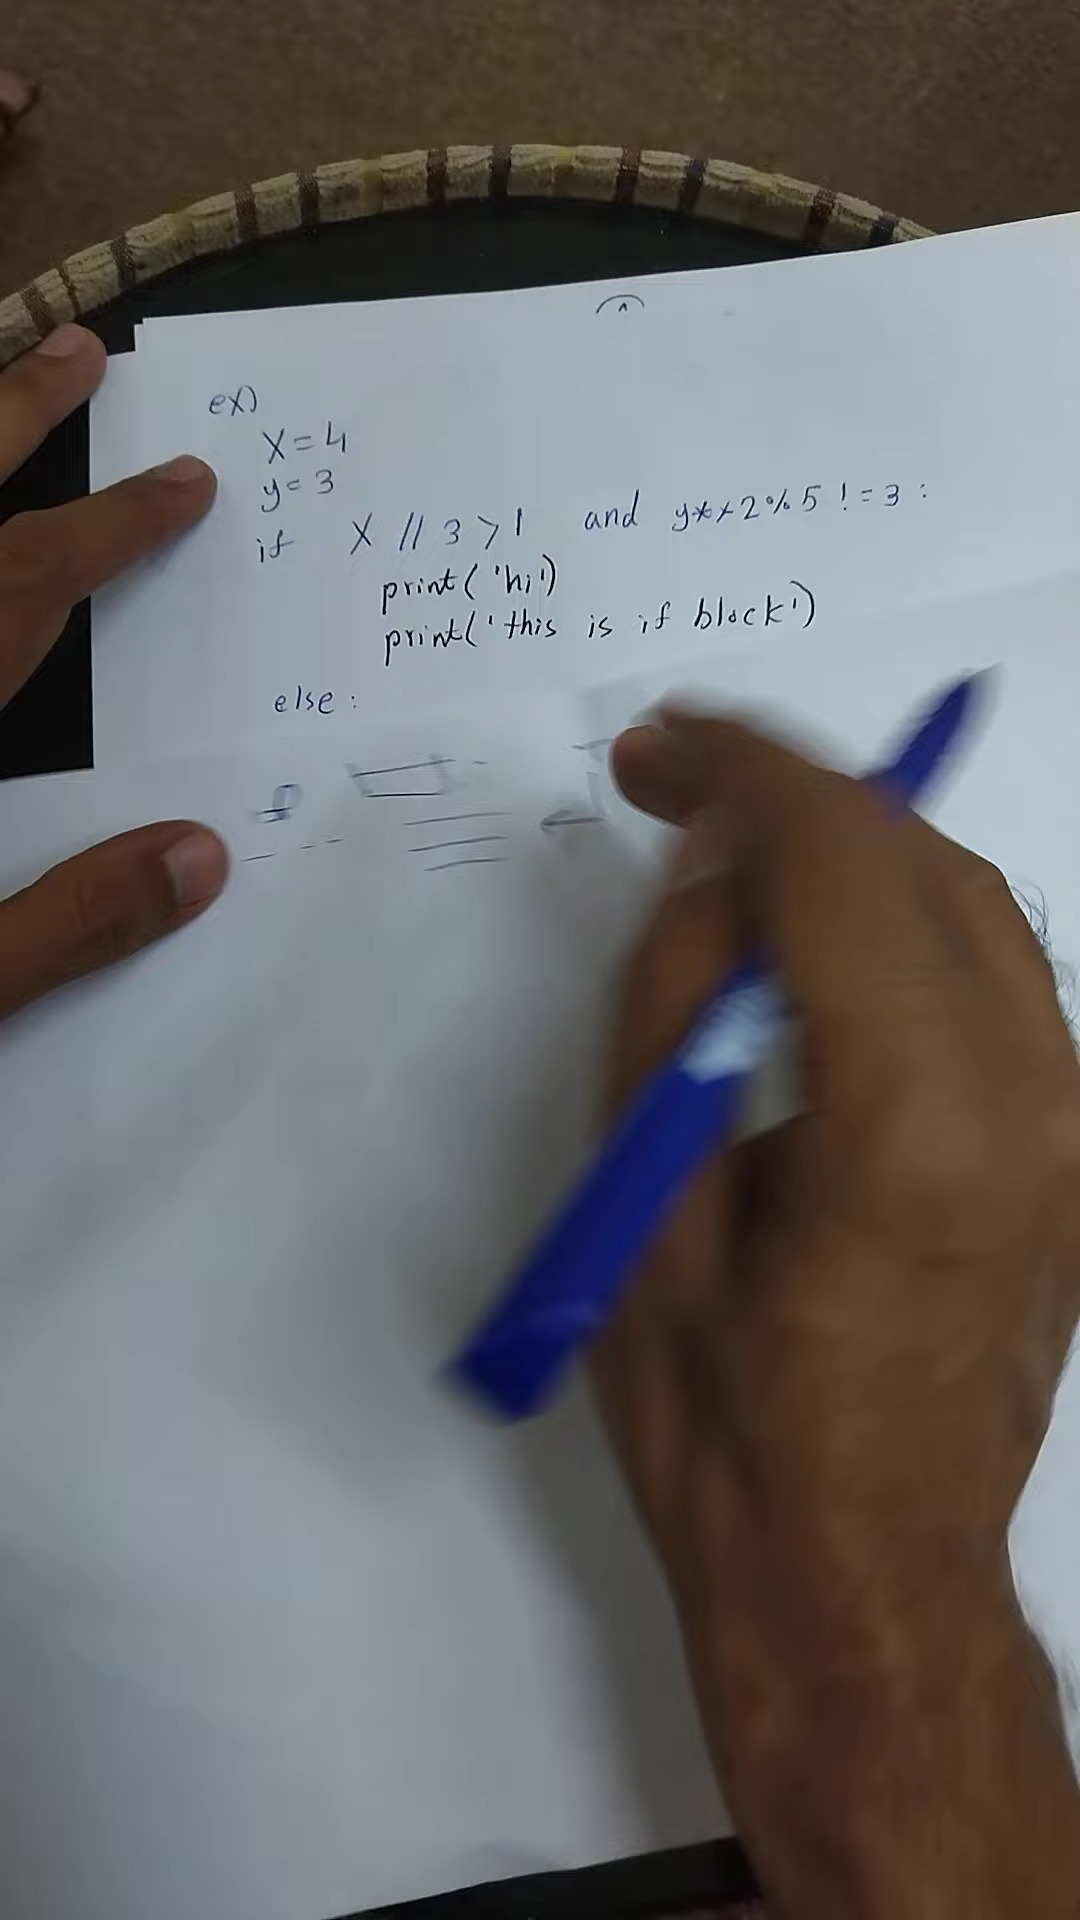 ex)
x=4
y=3
if x // 3 > 1 and y**2%5 != 3 :
print('hi')
print('this is if block')
else :